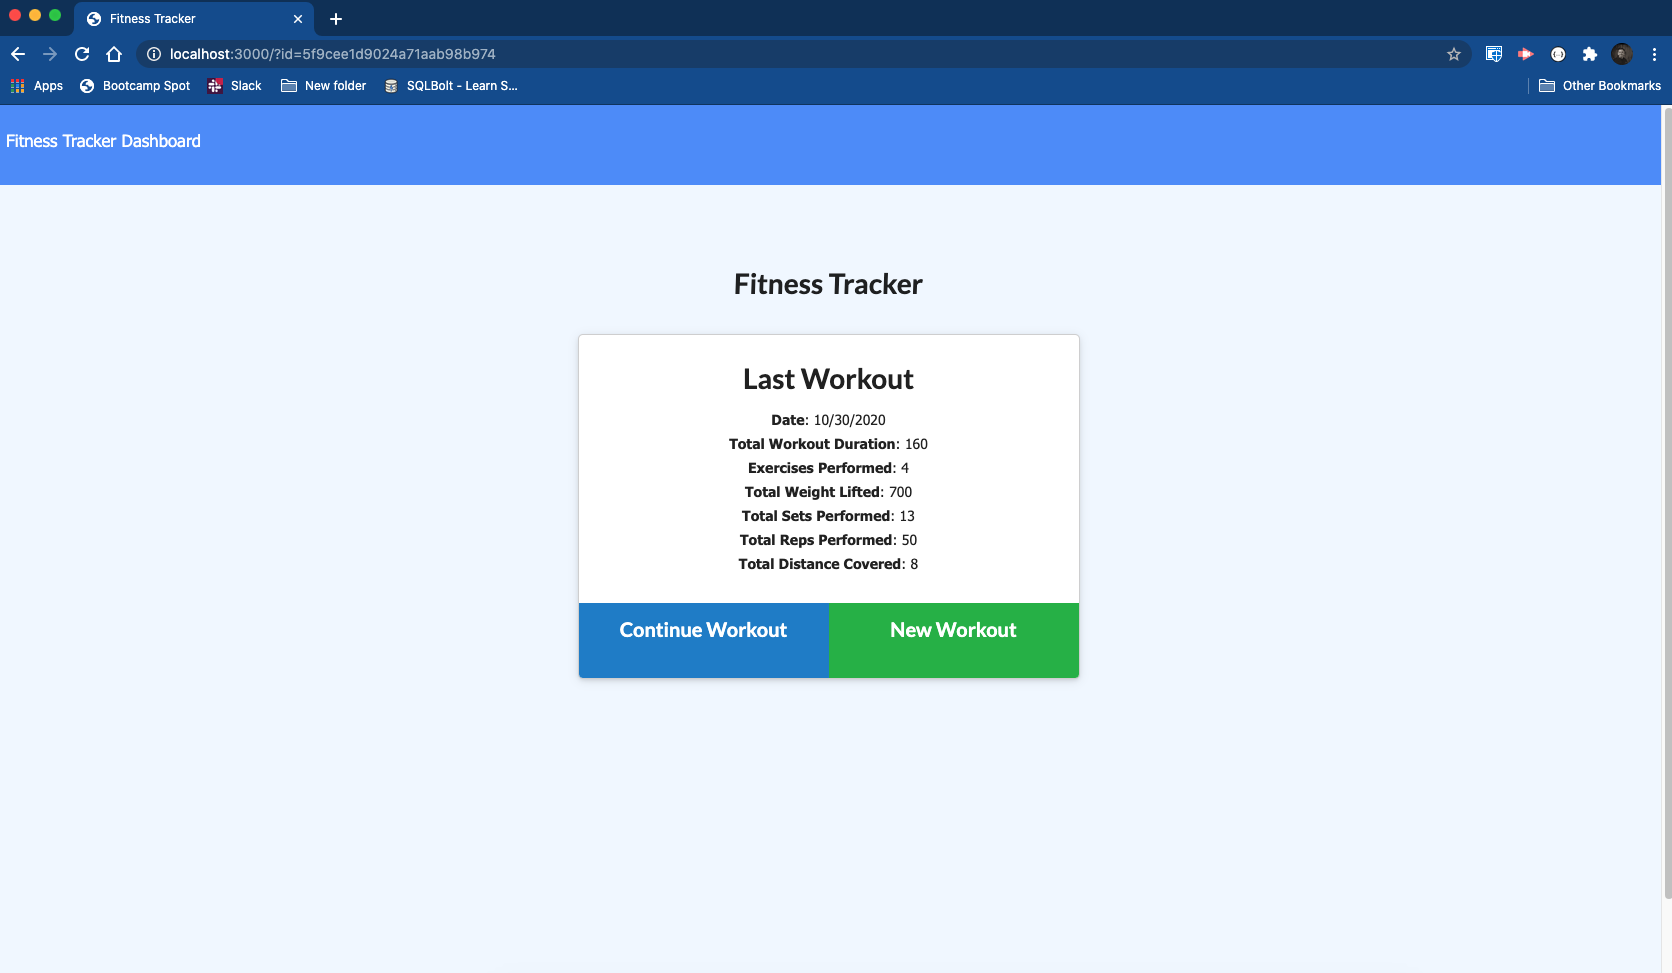 Fitness Tracker
localhost:3000/?id=5f9cee1d9024a71aab98b974
Apps
Bootcamp Spot
Slack
New folder
SQLBolt - Learn S...
Other Bookmarks
Fitness Tracker Dashboard
Fitness Tracker
Last Workout
Date: 10/30/2020
Total Workout Duration: 160
Exercises Performed: 4
Total Weight Lifted: 700
Total Sets Performed: 13
Total Reps Performed: 50
Total Distance Covered: 8
Continue Workout
New Workout